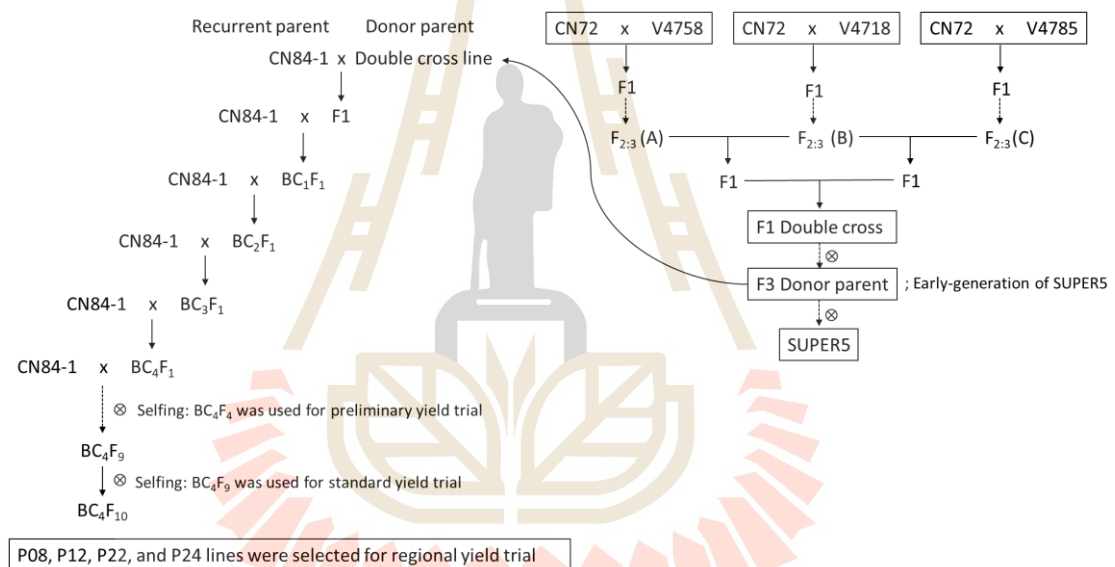 Recurrent parent Donor parent
CN84-1 x Double cross line
CN84-1 x F1
CN84-1 x BC₁F₁
CN84-1 x BC₂F₁
CN84-1 x BC₃F₁
CN84-1 x BC₄F₁
⊗ Selfing: BC₄F₄ was used for preliminary yield trial
BC₄F₉
⊗ Selfing: BC₄F₉ was used for standard yield trial
BC₄F₁₀
P08, P12, P22, and P24 lines were selected for regional yield trial
CN72 x V4758
CN72 x V4718
CN72 x V4785
F1
F1
F1
F₂:₃ (A)
F₂:₃ (B)
F₂:₃(C)
F1
F1
F1 Double cross
⊗
F3 Donor parent ; Early-generation of SUPER5
⊗
SUPER5